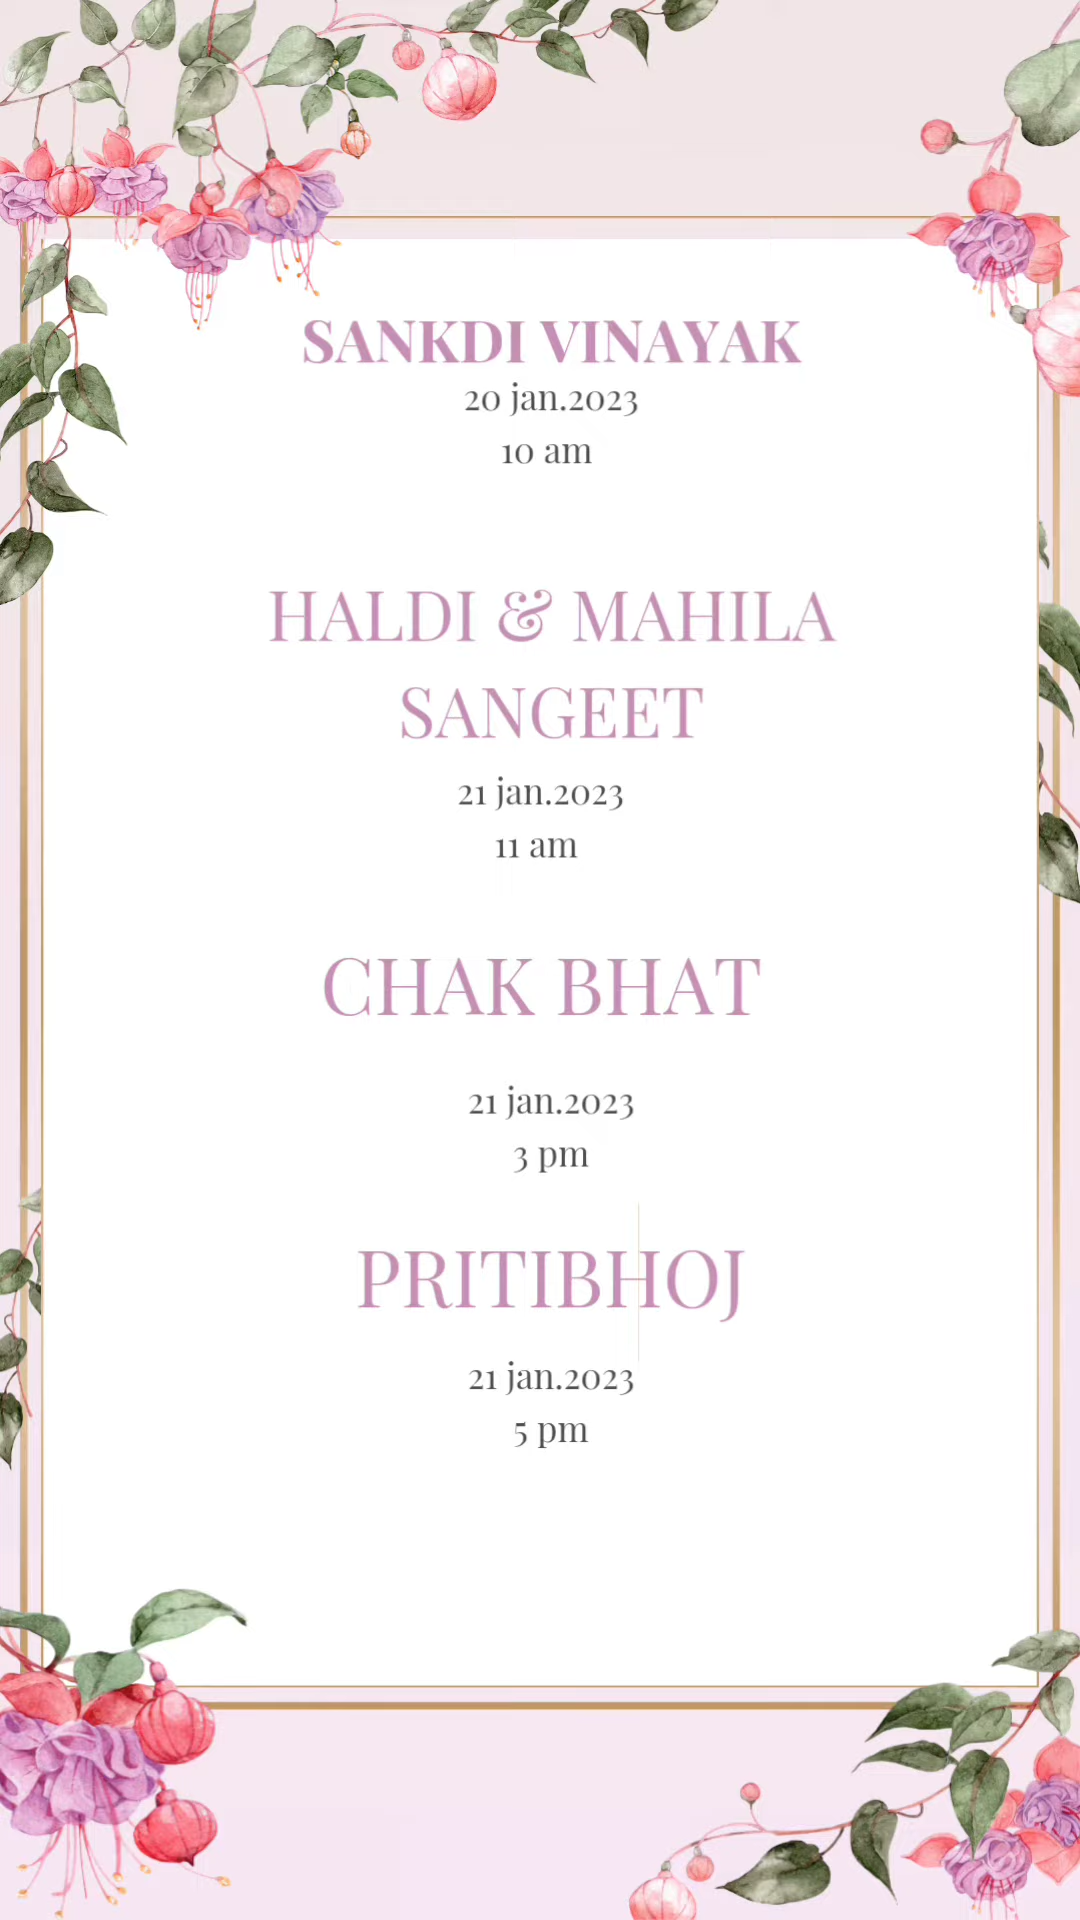 SANKDI VINAYAK
20 jan.2023
10 am
HALDI & MAHILA
SANGEET
21 jan.2023
11 am
CHAK BHAT
21 jan.2023
3 pm
PRITIBHOJ
21 jan.2023
5 pm